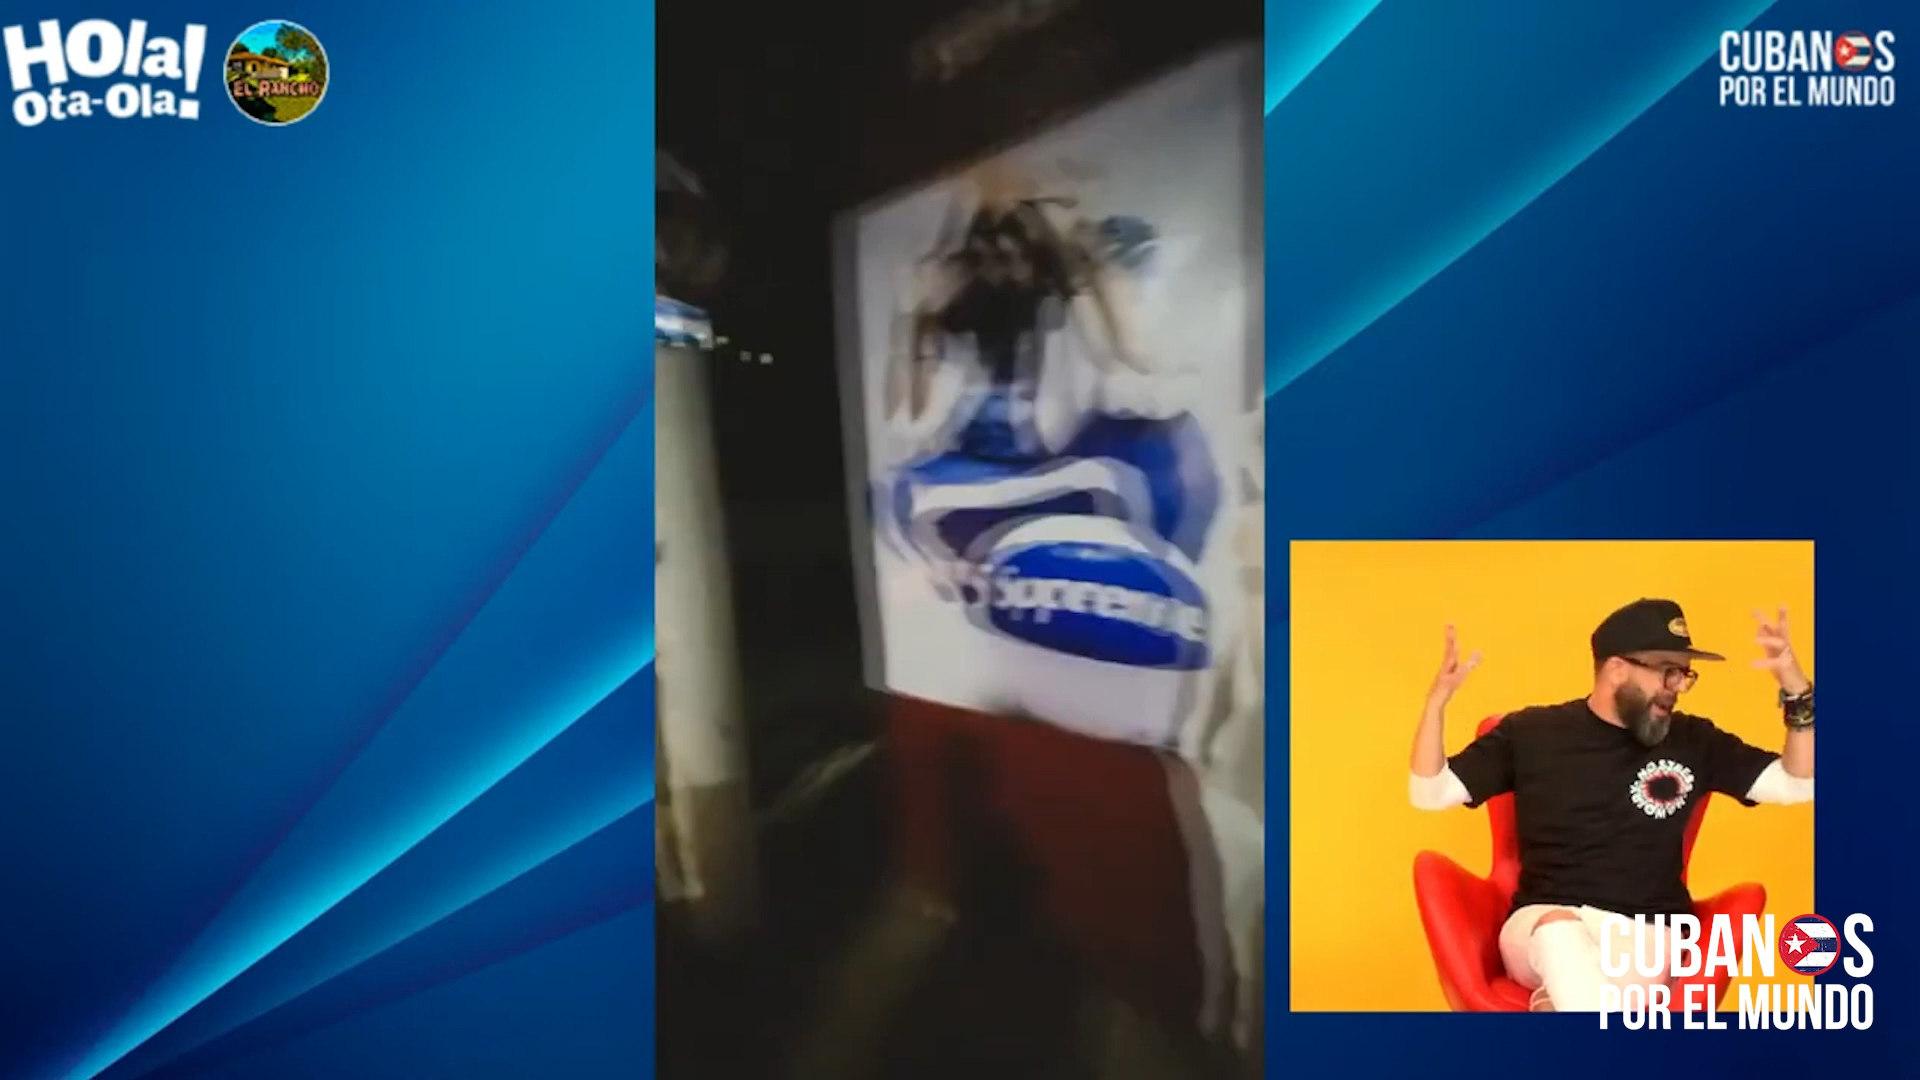 HOla!
Ota-Ola!
EL RANCHO
CUBANOS
POR EL MUNDO
Supreme
CUBANOS
POR EL MUNDO